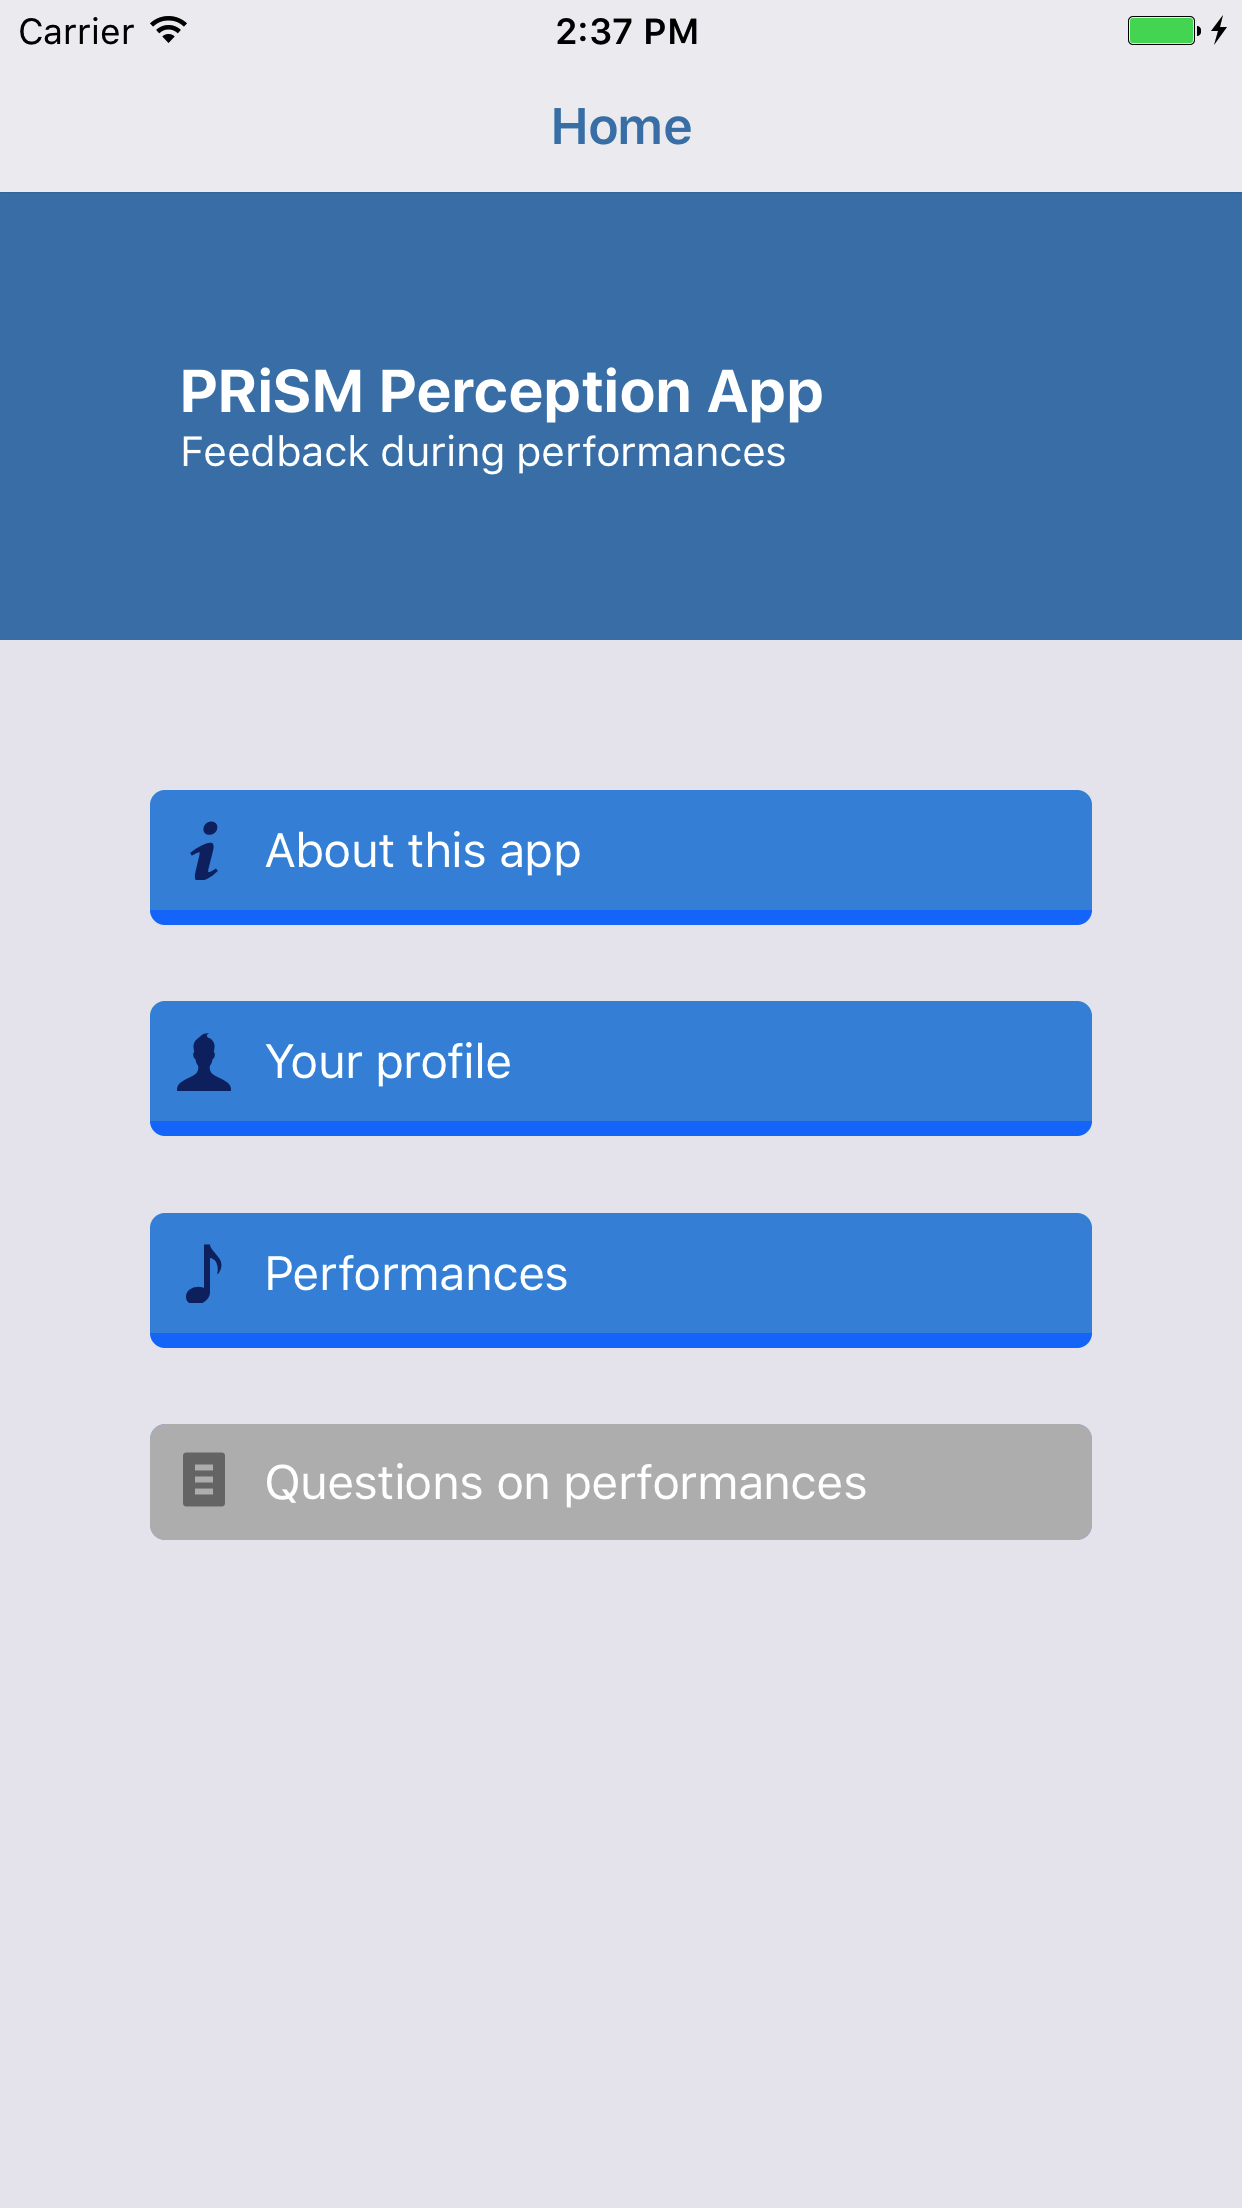 Carrier 2:37 PM
Home
PRiSM Perception App
Feedback during performances
About this app
Your profile
Performances
Questions on performances